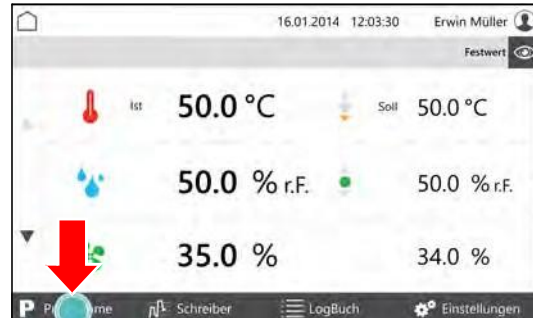 16.01.2014 12:03:30 Erwin Müller
Festwert
Ist 50.0 °C Soll 50.0 °C
50.0 % r.F. 50.0 % r.F.
35.0 % 34.0 %
P Schreiber LogBuch Einstellungen